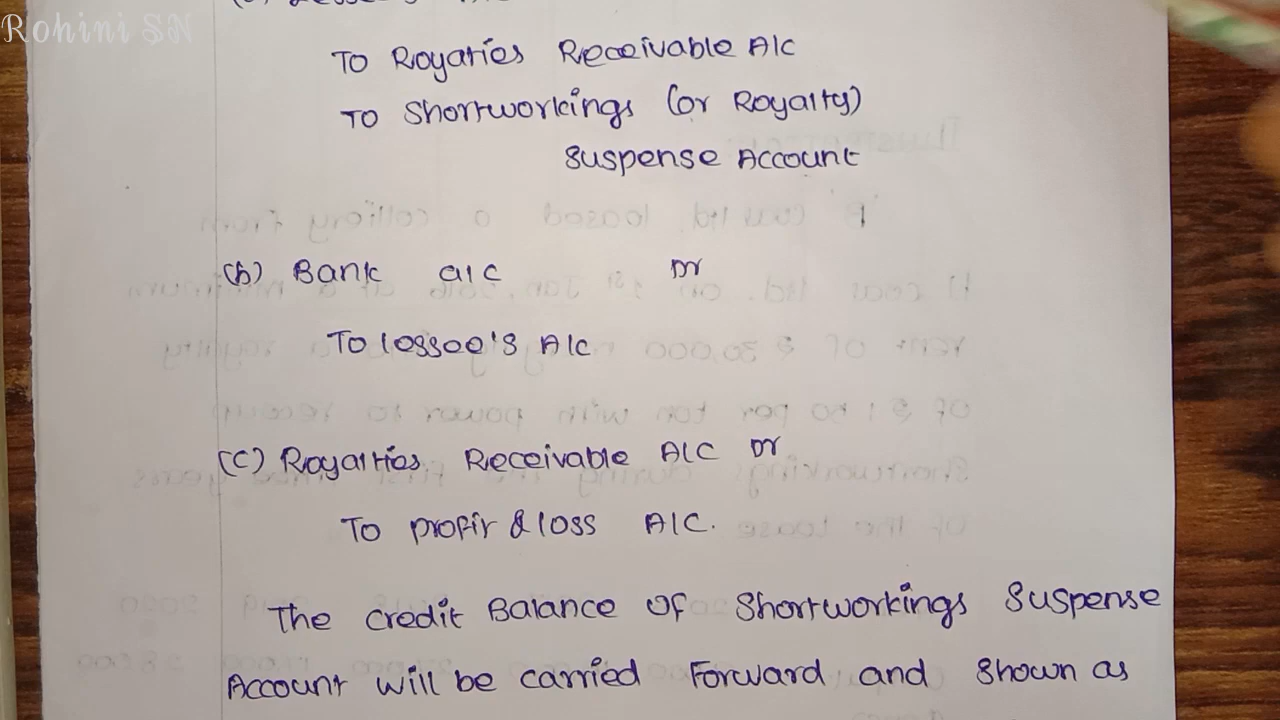 Rohini SN
To Royaties Receivable A/C
To Shortworkings (or Royalty)
Suspense Account
(b) Bank a/c Dr
To lessee's A/c
(C) Royalties Receivable A/C Dr
To profit & loss A/C.
The credit Balance of Shortworkings Suspense
Account will be carried Forward and shown as